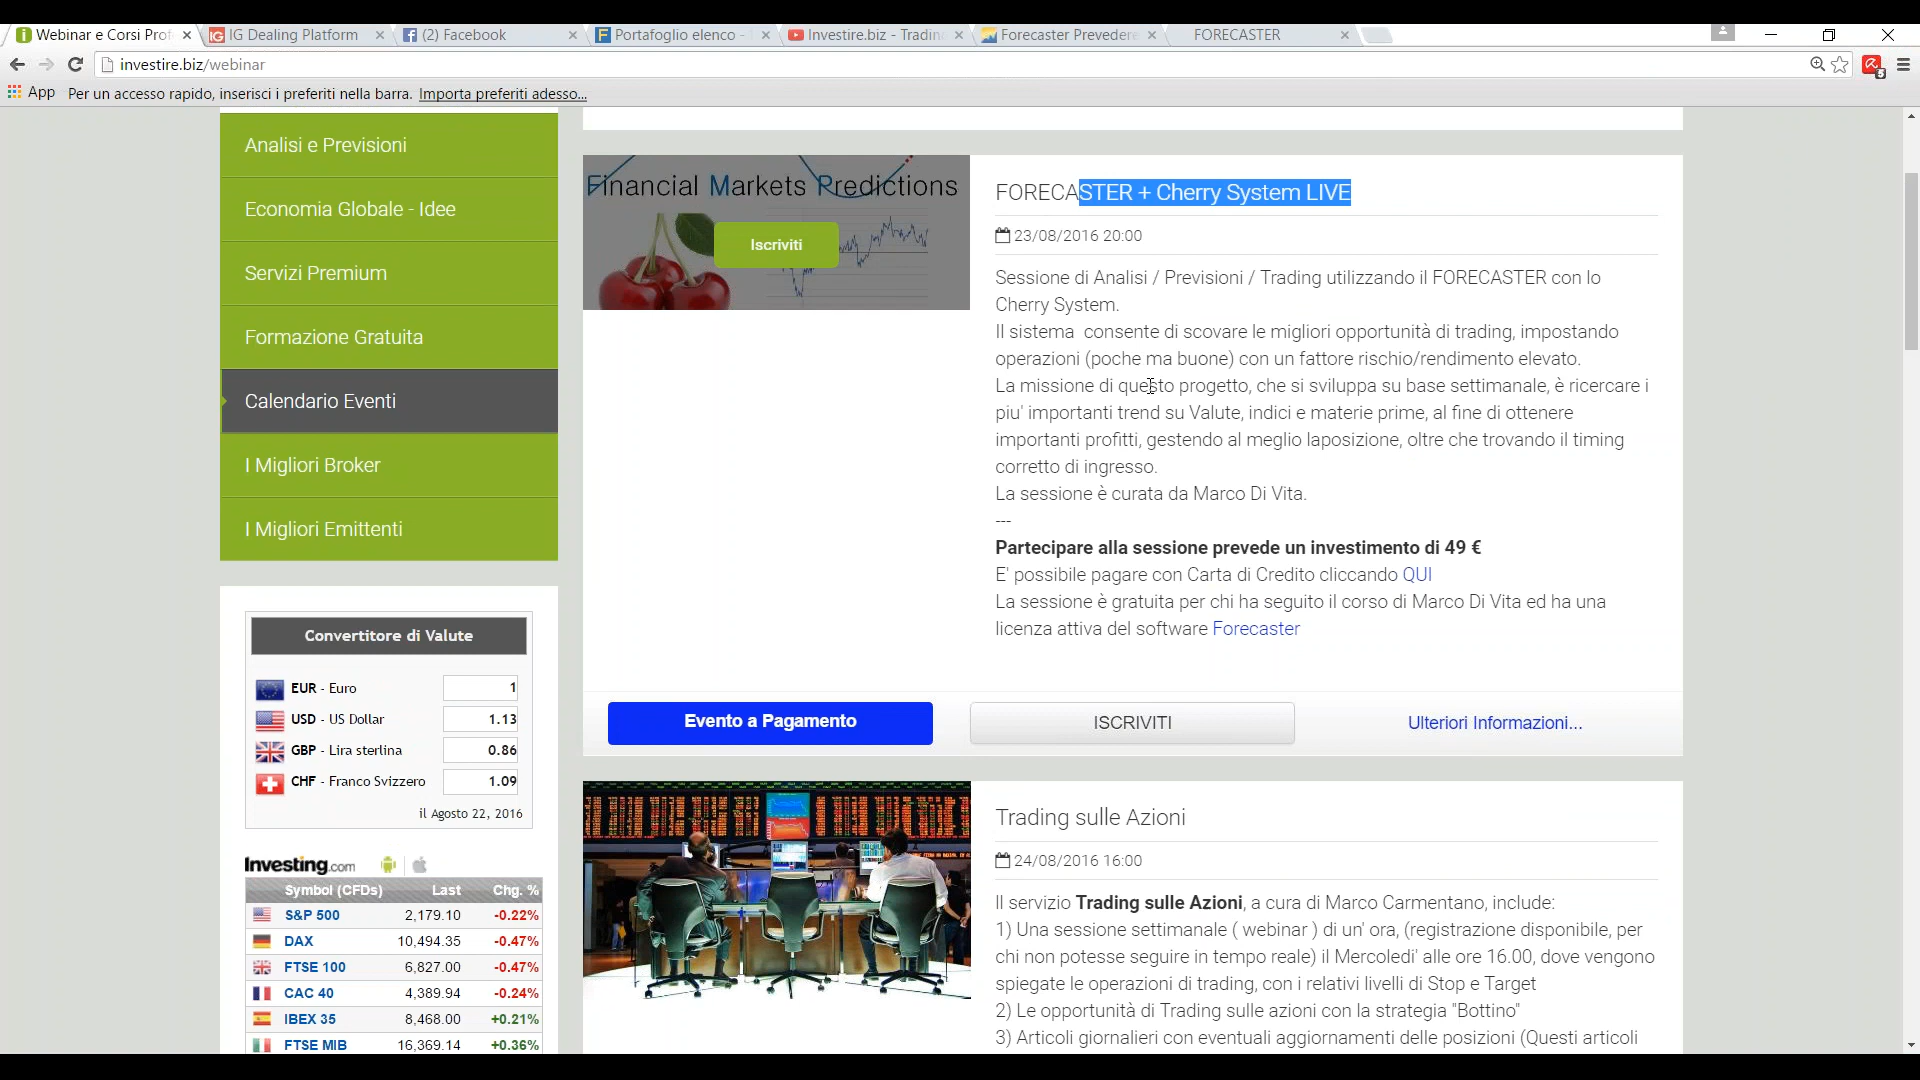 Webinar e Corsi Prof
IG Dealing Platform
(2) Facebook
Portafoglio elenco -
Investire.biz - Tradin
Forecaster Prevedere
FORECASTER
investire.biz/webinar
App
Per un accesso rapido, inserisci i preferiti nella barra. Importa preferiti adesso...
Analisi e Previsioni
Economia Globale - Idee
Servizi Premium
Formazione Gratuita
Calendario Eventi
I Migliori Broker
I Migliori Emittenti
Convertitore di Valute
EUR - Euro 1
USD - US Dollar 1.13
GBP - Lira sterlina 0.86
CHF - Franco Svizzero 1.09
il Agosto 22, 2016
Investing.com
Symbol (CFDs) Last Chg. %
S&P 500 2,179.10 -0.22%
DAX 10,494.35 -0.47%
FTSE 100 6,827.00 -0.47%
CAC 40 4,389.94 -0.24%
IBEX 35 8,468.00 +0.21%
FTSE MIB 16,369.14 +0.36%
Financial Markets Predictions
Iscriviti
FORECASTER + Cherry System LIVE
23/08/2016 20:00
Sessione di Analisi / Previsioni / Trading utilizzando il FORECASTER con lo
Cherry System.
Il sistema consente di scovare le migliori opportunità di trading, impostando
operazioni (poche ma buone) con un fattore rischio/rendimento elevato.
La missione di questo progetto, che si sviluppa su base settimanale, è ricercare i
piu' importanti trend su Valute, indici e materie prime, al fine di ottenere
importanti profitti, gestendo al meglio laposizione, oltre che trovando il timing
corretto di ingresso.
La sessione è curata da Marco Di Vita.
---
Partecipare alla sessione prevede un investimento di 49 €
E' possibile pagare con Carta di Credito cliccando QUI
La sessione è gratuita per chi ha seguito il corso di Marco Di Vita ed ha una
licenza attiva del software Forecaster
Evento a Pagamento
ISCRIVITI
Ulteriori Informazioni...
Trading sulle Azioni
24/08/2016 16:00
Il servizio Trading sulle Azioni, a cura di Marco Carmentano, include:
1) Una sessione settimanale ( webinar ) di un' ora, (registrazione disponibile, per
chi non potesse seguire in tempo reale) il Mercoledi' alle ore 16.00, dove vengono
spiegate le operazioni di trading, con i relativi livelli di Stop e Target
2) Le opportunità di Trading sulle azioni con la strategia "Bottino"
3) Articoli giornalieri con eventuali aggiornamenti delle posizioni (Questi articoli